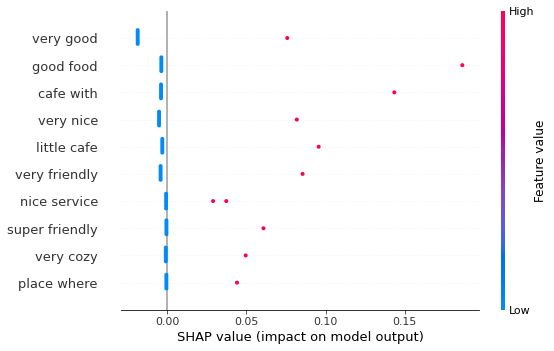 High
very good
good food
cafe with
very nice
little cafe
very friendly
nice service
super friendly
very cozy
place where
Feature value
Low
0.00 0.05 0.10 0.15
SHAP value (impact on model output)